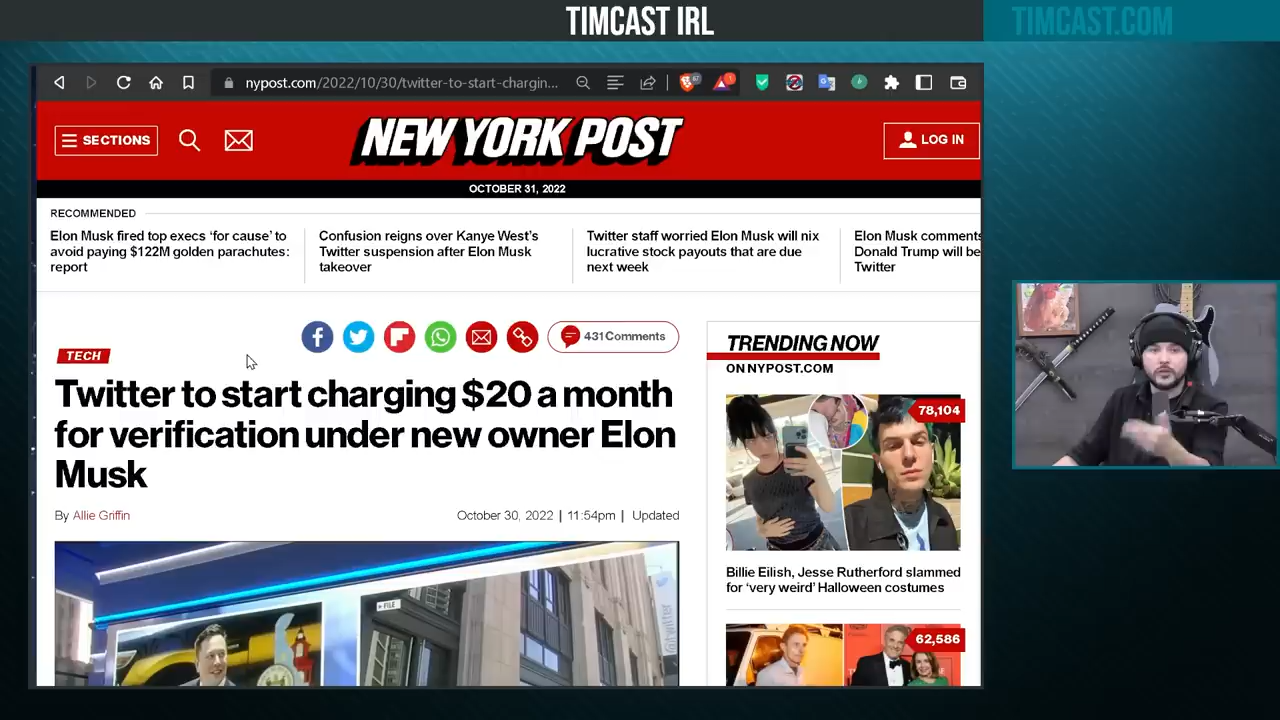 TIMCAST IRL
TIMCAST.COM
nypost.com/2022/10/30/twitter-to-start-chargin...
67
1
SECTIONS
NEW YORK POST
LOG IN
OCTOBER 31, 2022
RECOMMENDED
Elon Musk fired top execs ‘for cause’ to
avoid paying $122M golden parachutes:
report
Confusion reigns over Kanye West’s
Twitter suspension after Elon Musk
takeover
Twitter staff worried Elon Musk will nix
lucrative stock payouts that are due
next week
Elon Musk comments
Donald Trump will be
Twitter
431 Comments
TECH
Twitter to start charging $20 a month
for verification under new owner Elon
Musk
By Allie Griffin
October 30, 2022 | 11:54pm | Updated
FILE
@twitter
TRENDING NOW
ON NYPOST.COM
78,104
Billie Eilish, Jesse Rutherford slammed
for ‘very weird’ Halloween costumes
62,586